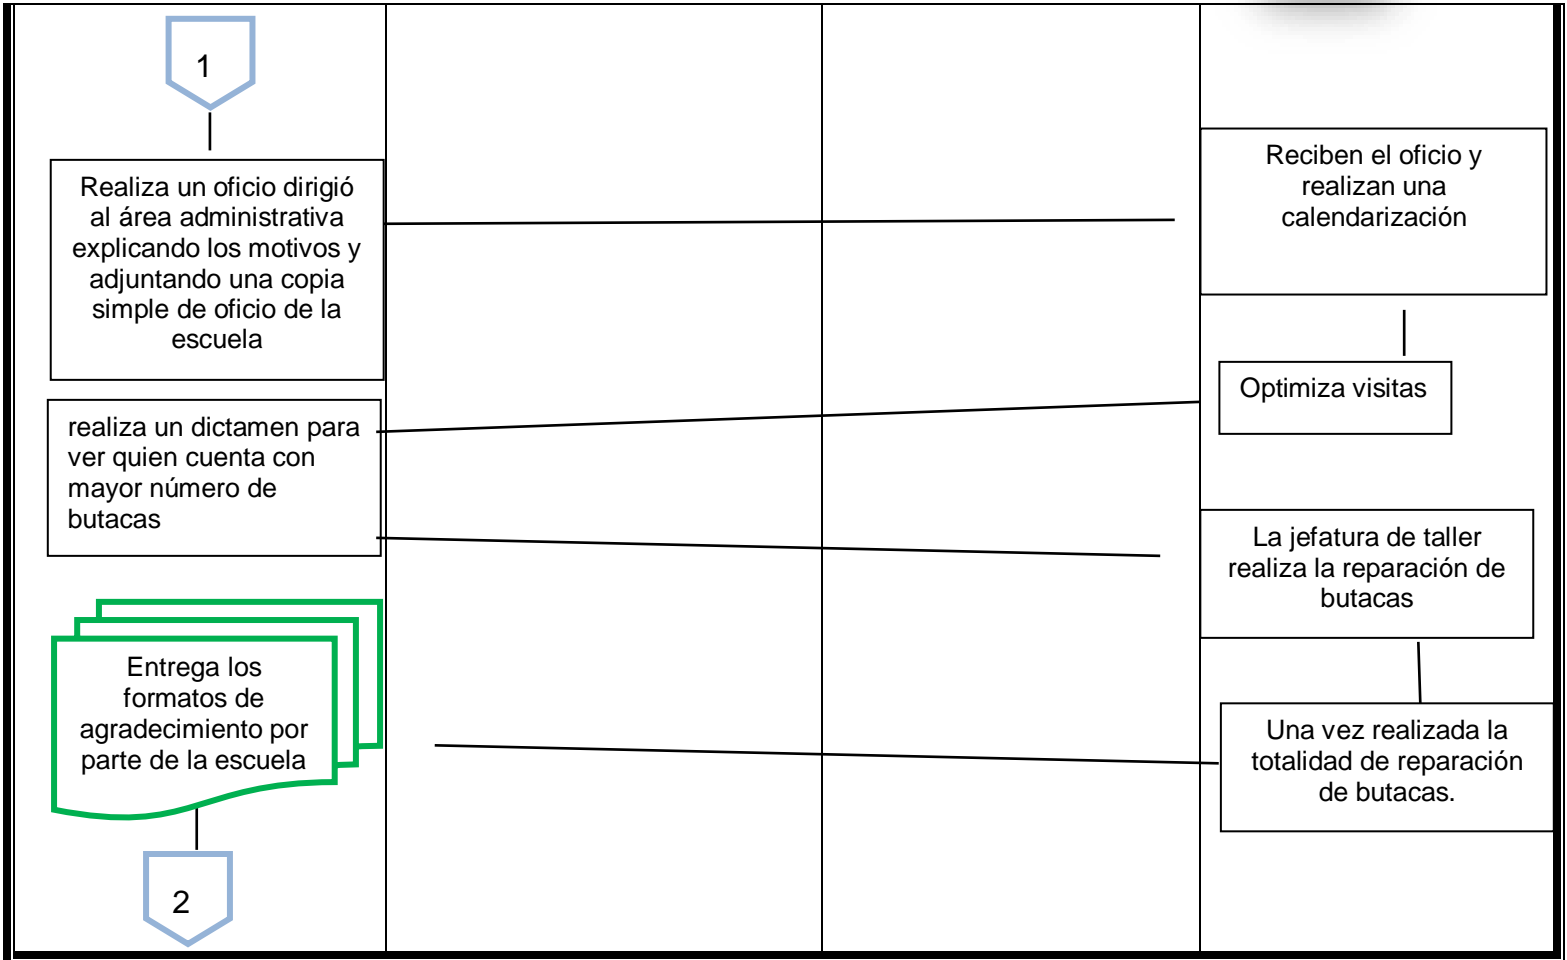 1
Realiza un oficio dirigió
al área administrativa
explicando los motivos y
adjuntando una copia
simple de oficio de la
escuela
Reciben el oficio y
realizan una
calendarización
Optimiza visitas
realiza un dictamen para
ver quien cuenta con
mayor número de
butacas
La jefatura de taller
realiza la reparación de
butacas
Una vez realizada la
totalidad de reparación
de butacas.
Entrega los
formatos de
agradecimiento por
parte de la escuela
2